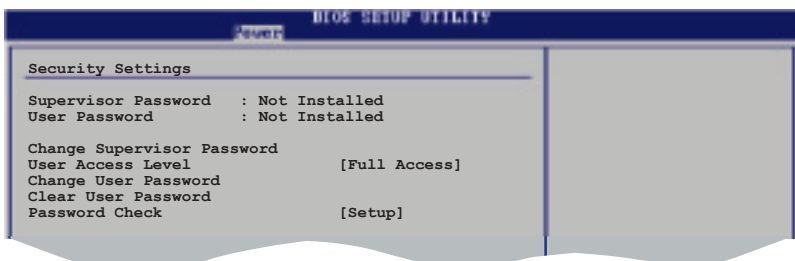 BIOS SETUP UTILITY
Power
Security Settings
Supervisor Password : Not Installed
User Password : Not Installed
Change Supervisor Password
User Access Level [Full Access]
Change User Password
Clear User Password
Password Check [Setup]